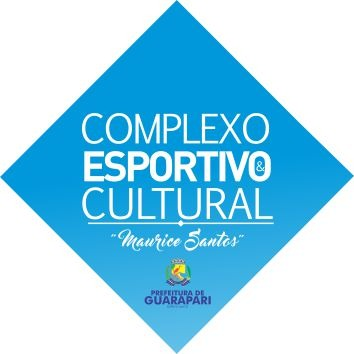 COMPLEXO
ESPORTIVO &
CULTURAL
"Maurice Santos"
PREFEITURA DE
GUARAPARI